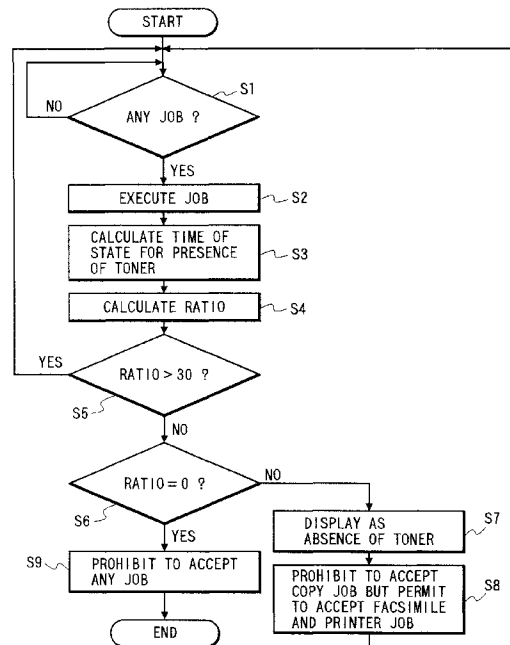 START
S1
NO
ANY JOB ?
YES
EXECUTE JOB
S2
CALCULATE TIME OF
STATE FOR PRESENCE
OF TONER
S3
CALCULATE RATIO
S4
YES
RATIO > 30 ?
S5
NO
RATIO = 0 ?
NO
S6
YES
S7
DISPLAY AS
ABSENCE OF TONER
S9
PROHIBIT TO ACCEPT
ANY JOB
PROHIBIT TO ACCEPT
COPY JOB BUT PERMIT
TO ACCEPT FACSIMILE
AND PRINTER JOB
S8
END